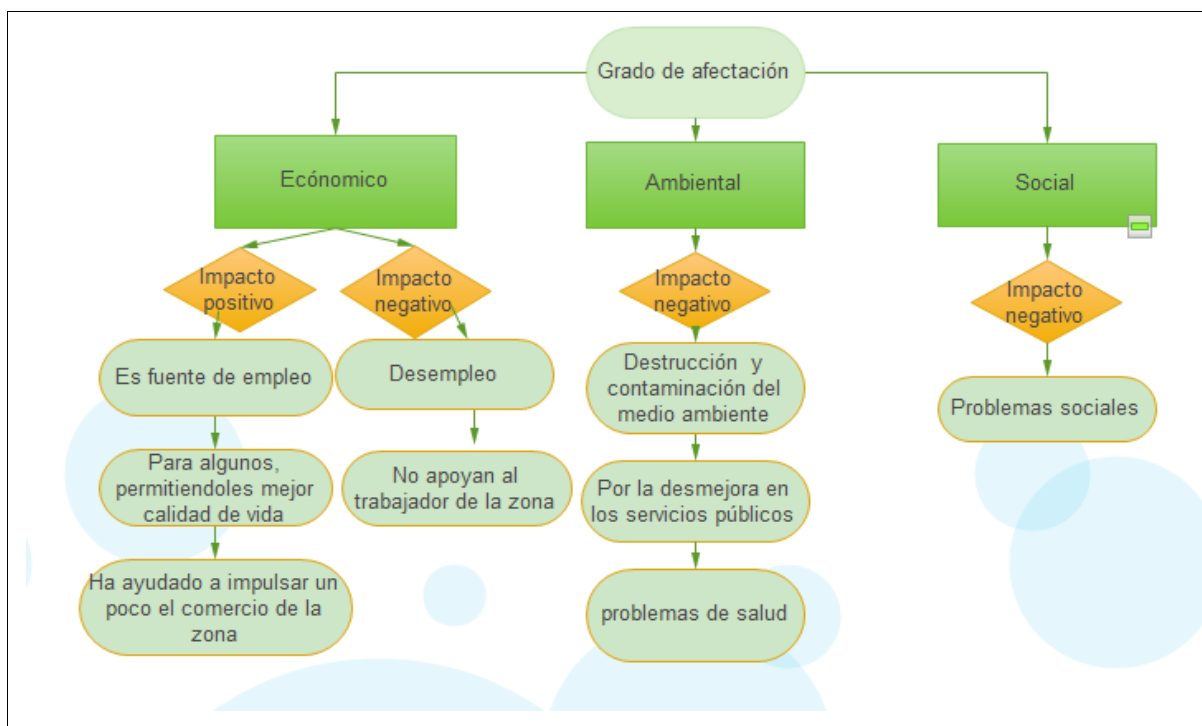 Grado de afectación
Ecónomico
Ambiental
Social
Impacto
positivo
Impacto
negativo
Impacto
negativo
Impacto
negativo
Es fuente de empleo
Desempleo
Destrucción y
contaminación del
medio ambiente
Problemas sociales
Para algunos,
permitiendoles mejor
calidad de vida
No apoyan al
trabajador de la zona
Por la desmejora en
los servicios públicos
Ha ayudado a impulsar un
poco el comercio de la
zona
problemas de salud